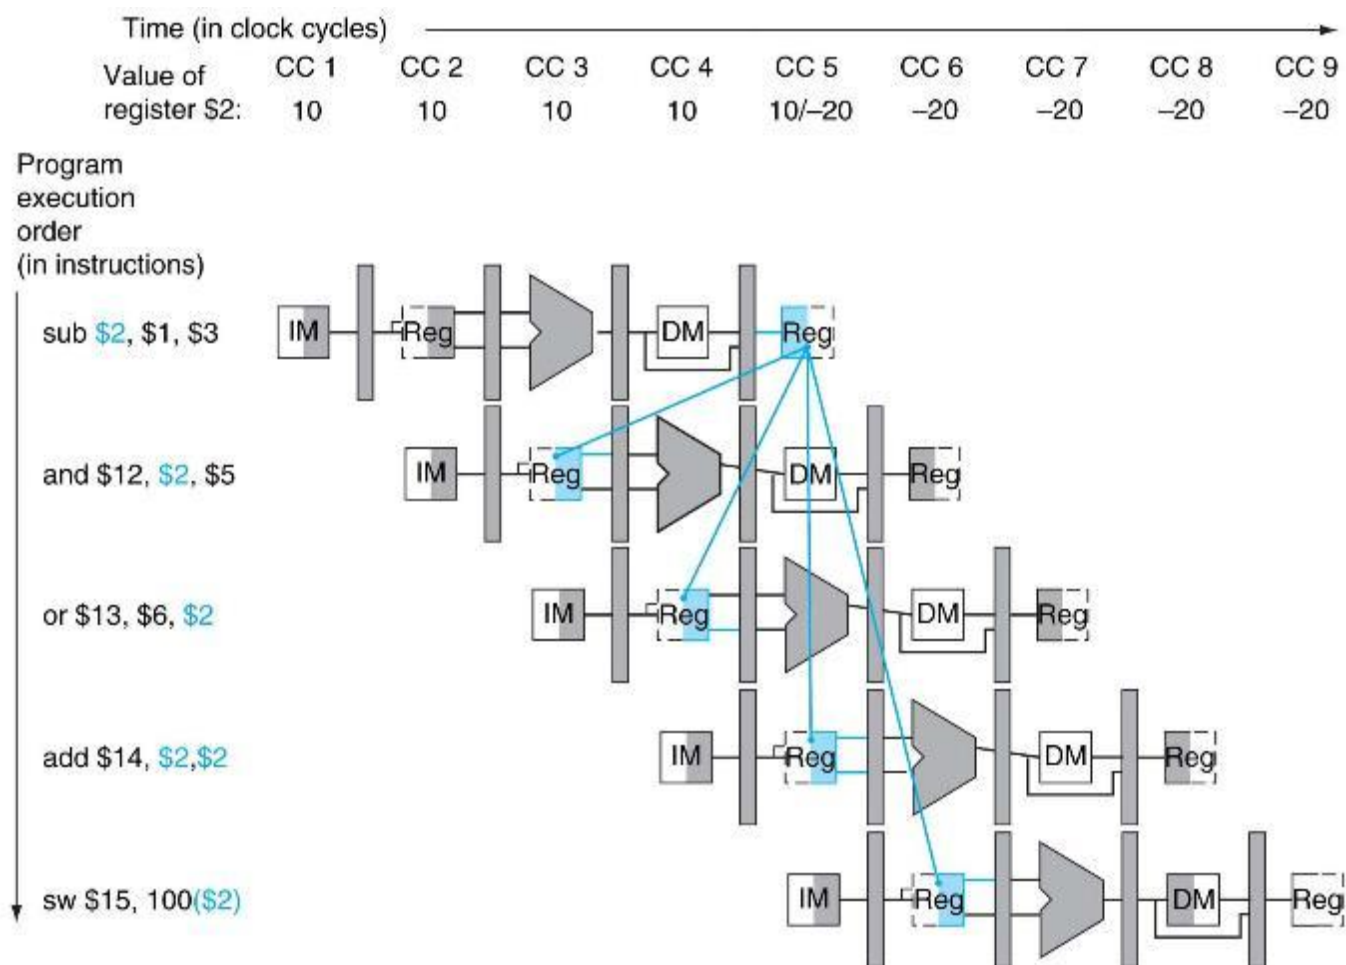 Time (in clock cycles)
Value of register $2:
CC 1 CC 2 CC 3 CC 4 CC 5 CC 6 CC 7 CC 8 CC 9
10 10 10 10 10/–20 –20 –20 –20 –20
Program
execution
order
(in instructions)
sub $2, $1, $3
IM Reg DM Reg
and $12, $2, $5
IM Reg DM Reg
or $13, $6, $2
IM Reg DM Reg
add $14, $2,$2
IM Reg DM Reg
sw $15, 100($2)
IM Reg DM Reg